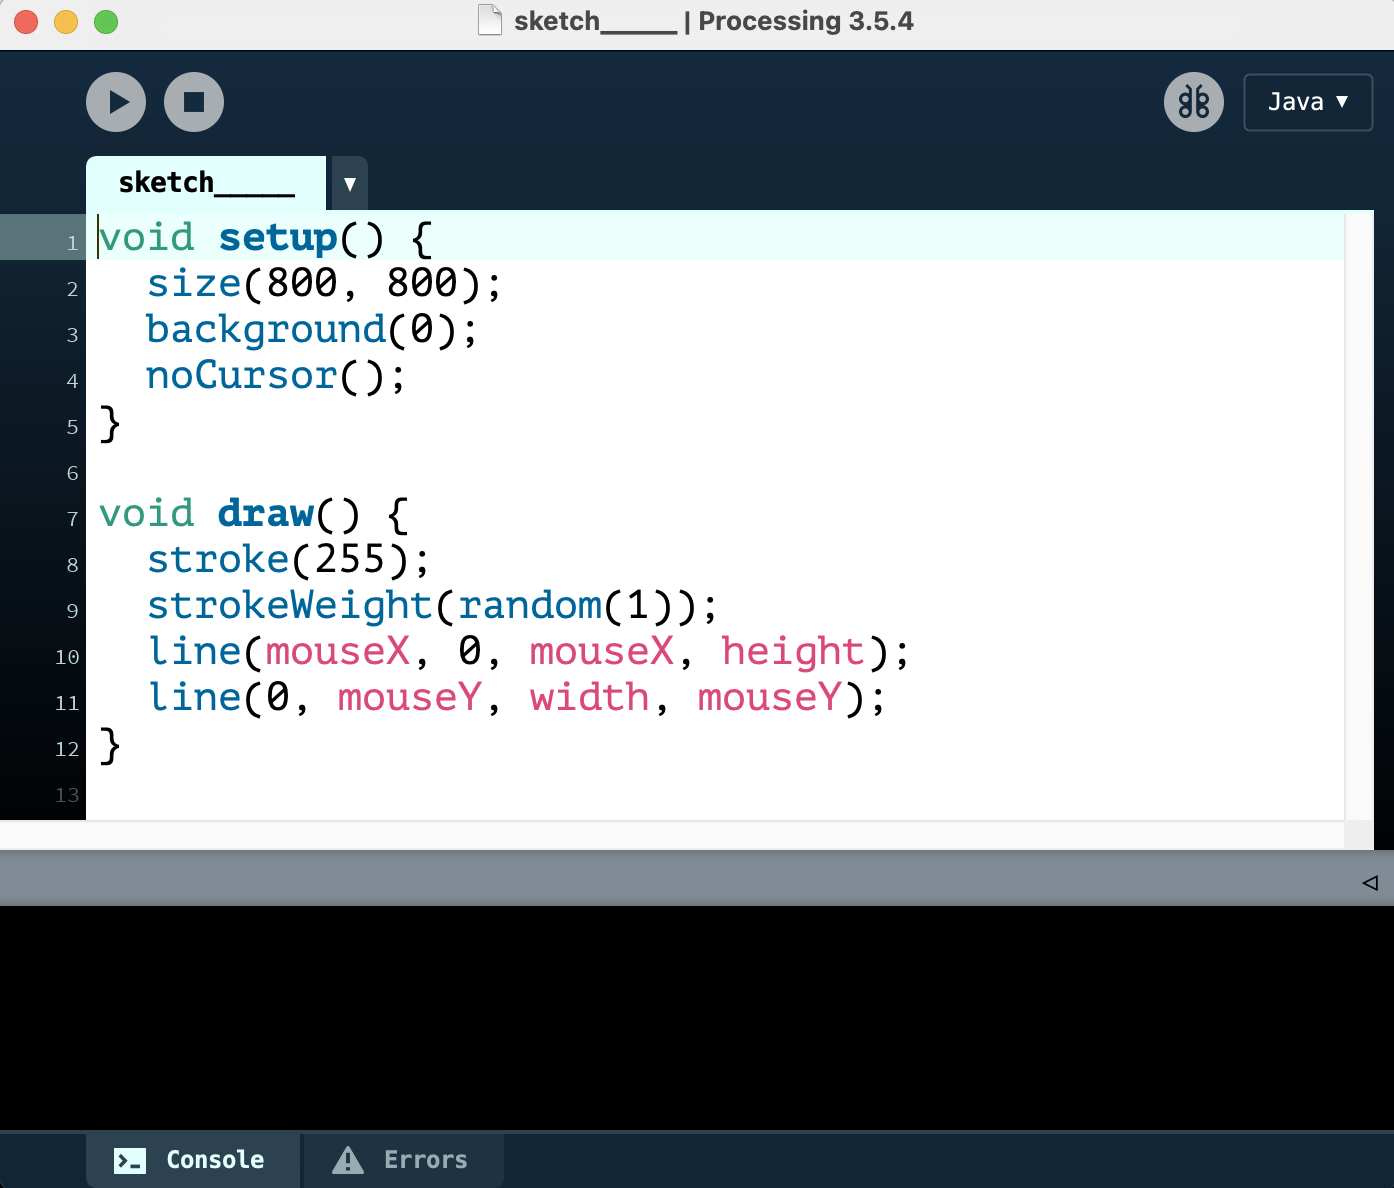 sketch_____ | Processing 3.5.4
Java ▼
sketch_____ ▼
1 void setup() {
2   size(800, 800);
3   background(0);
4   noCursor();
5 }
6
7 void draw() {
8   stroke(255);
9   strokeWeight(random(1));
10   line(mouseX, 0, mouseX, height);
11   line(0, mouseY, width, mouseY);
12 }
13
Console Errors